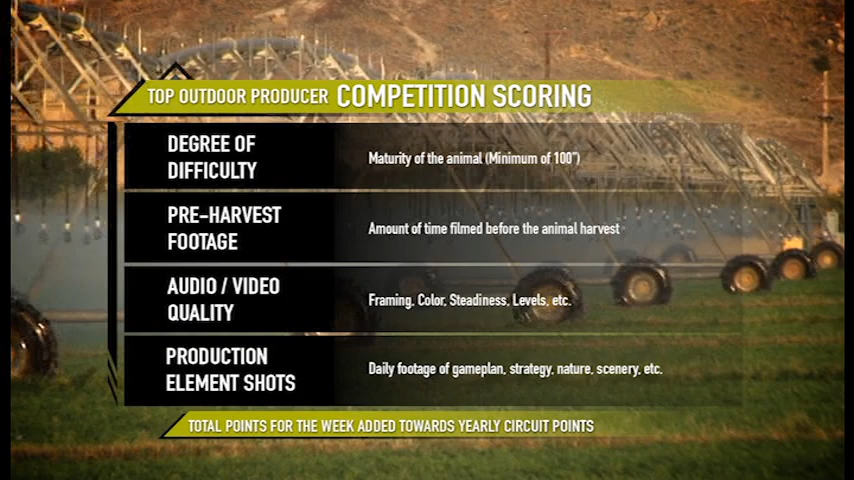 TOP OUTDOOR PRODUCER COMPETITION SCORING
DEGREE OF
DIFFICULTY
Maturity of the animal (Minimum of 100")
PRE-HARVEST
FOOTAGE
Amount of time filmed before the animal harvest
AUDIO / VIDEO
QUALITY
Framing, Color, Steadiness, Levels, etc.
PRODUCTION
ELEMENT SHOTS
Daily footage of gameplan, strategy, nature, scenery, etc.
TOTAL POINTS FOR THE WEEK ADDED TOWARDS YEARLY CIRCUIT POINTS